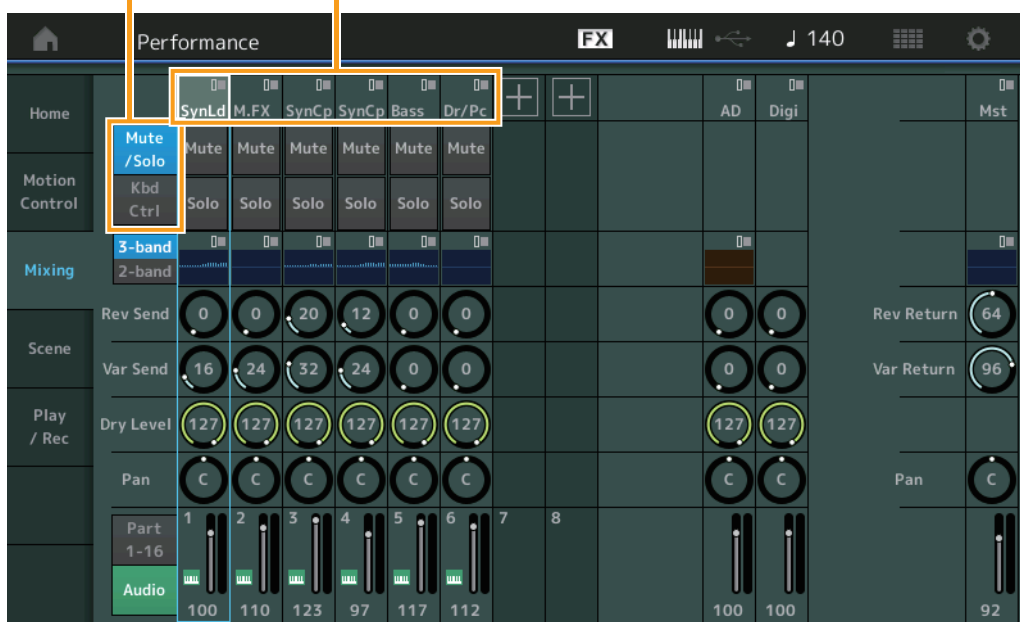 Performance FX 140
SynLd M.FX SynCp SynCp Bass Dr/Pc AD Digi Mst
Home
Mute
/Solo
Mute Mute Mute Mute Mute Mute
Kbd
Ctrl
Solo Solo Solo Solo Solo Solo
Motion
Control
3-band
2-band
Mixing
Rev Send 0 0 20 12 0 0 0 0 Rev Return 64
Scene
Var Send 16 24 32 24 0 0 0 0 Var Return 96
Play
/ Rec
Dry Level 127 127 127 127 127 127 127 127
Pan C C C C C C C C Pan C
1 2 3 4 5 6 7 8
Part
1-16
Audio
100 110 123 97 117 112 100 100 92